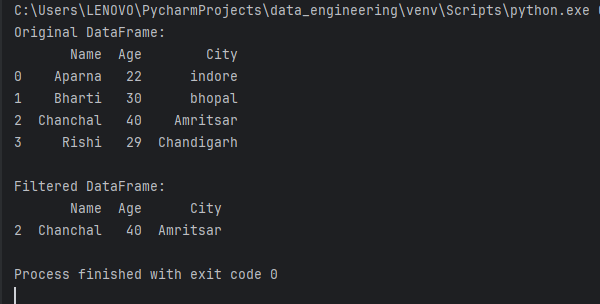 C:\Users\LENOVO\PycharmProjects\data_engineering\venv\Scripts\python.exe
Original DataFrame:
       Name  Age        City
0    Aparna   22      indore
1    Bharti   30      bhopal
2  Chanchal   40    Amritsar
3     Rishi   29  Chandigarh
Filtered DataFrame:
       Name  Age      City
2  Chanchal   40  Amritsar
Process finished with exit code 0